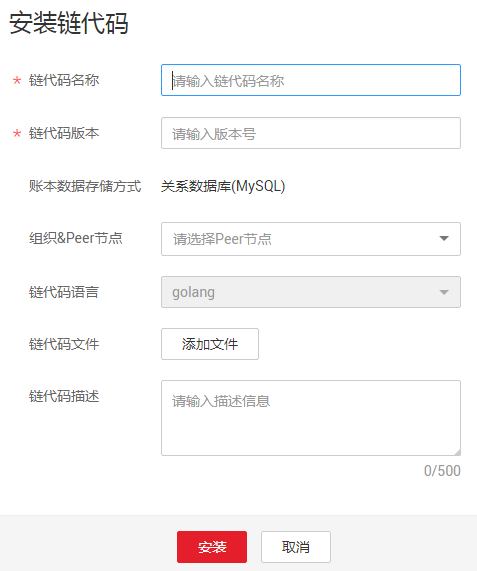 安装链代码
* 链代码名称 请输入链代码名称
* 链代码版本 请输入版本号
账本数据存储方式 关系数据库(MySQL)
组织&Peer节点 请选择Peer节点
链代码语言 golang
链代码文件 添加文件
链代码描述 请输入描述信息
0/500
安装 取消